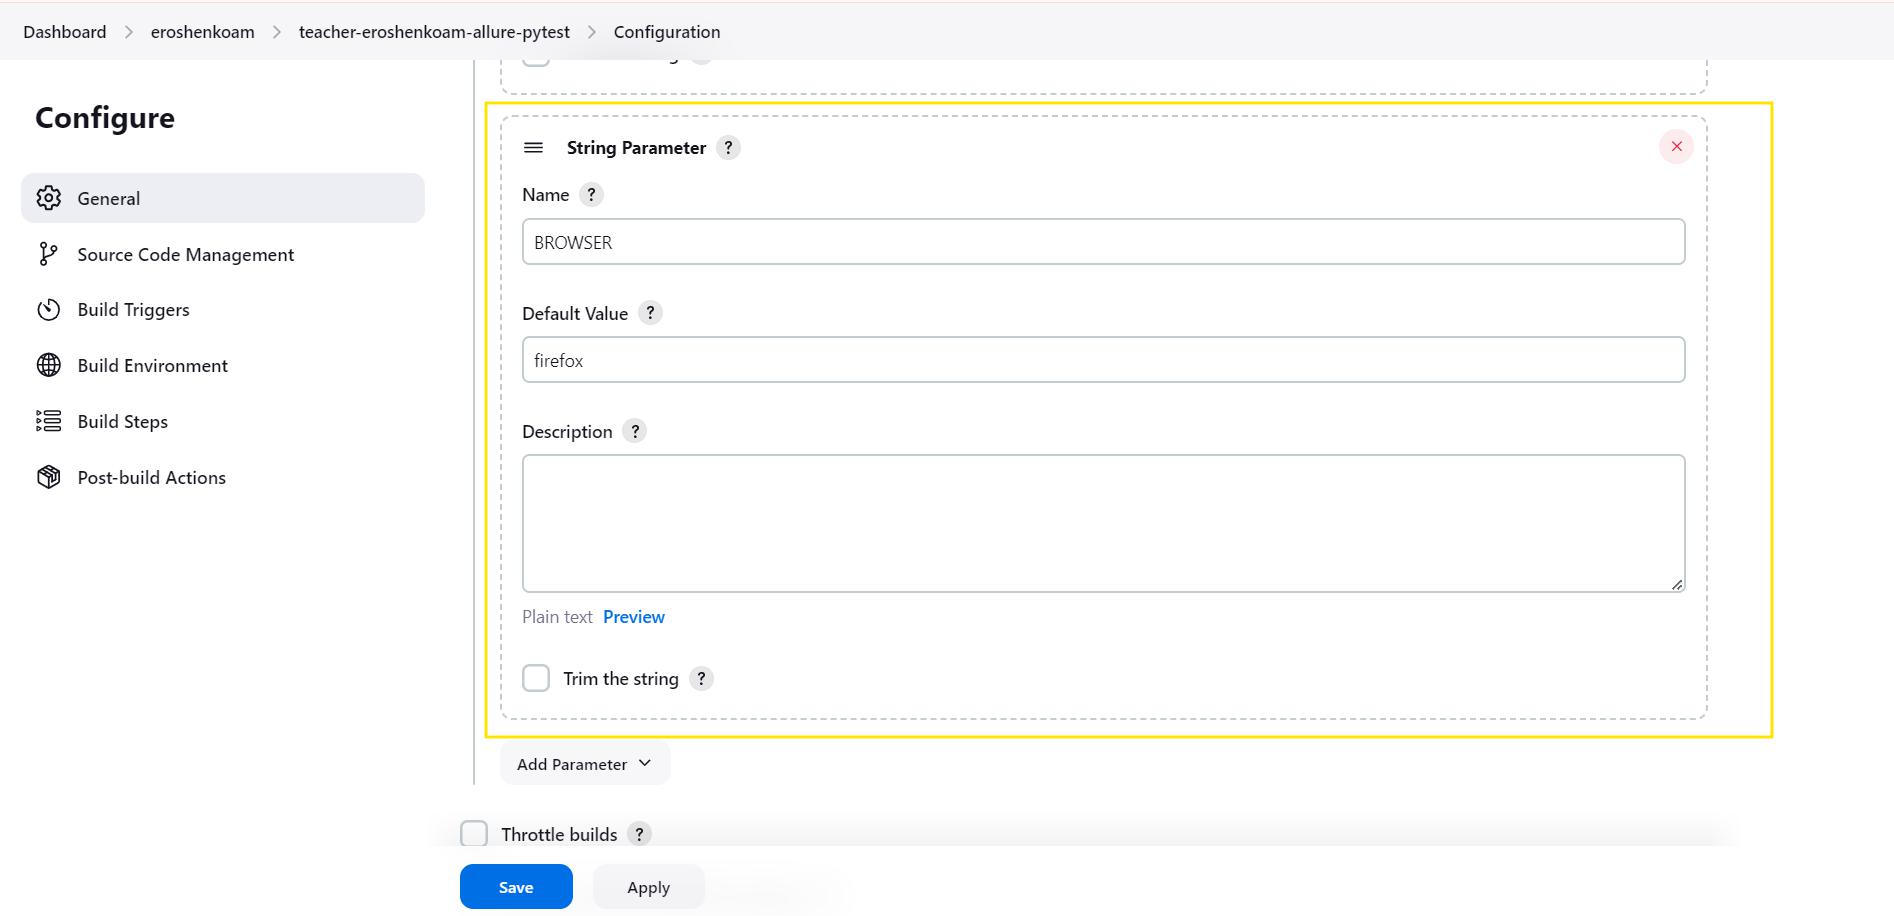 Dashboard > eroshenkoam > teacher-eroshenkoam-allure-pytest > Configuration
Configure
General
Source Code Management
Build Triggers
Build Environment
Build Steps
Post-build Actions
String Parameter ?
Name ?
BROWSER
Default Value ?
firefox
Description ?
Plain text Preview
Trim the string ?
Add Parameter
Throttle builds ?
Save Apply